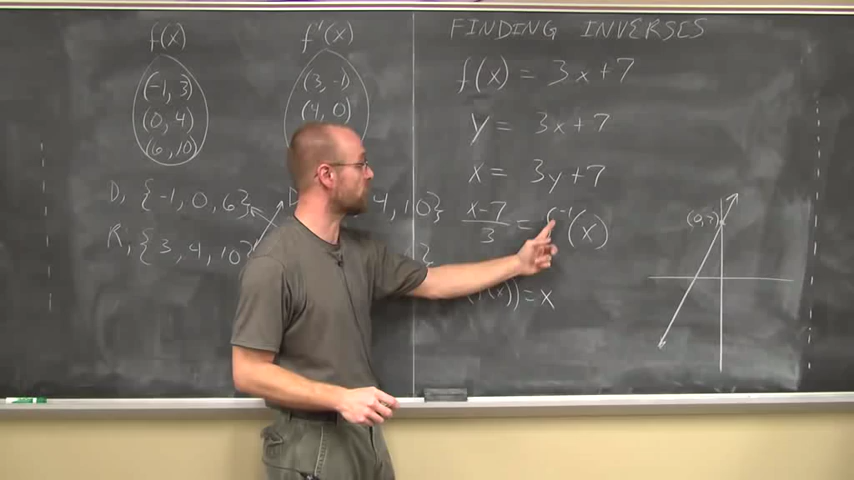 f(x)
(-1, 3)
(0, 4)
(6, 10)
D, {-1, 0, 6}
R, {3, 4, 10}
f⁻¹(x)
(3, -1)
(4, 0)
4, 10}
}
FINDING INVERSES
f(x) = 3x+7
y = 3x+7
x = 3y+7
x-7/3 = f⁻¹(x)
(x)) = x
(0,7)